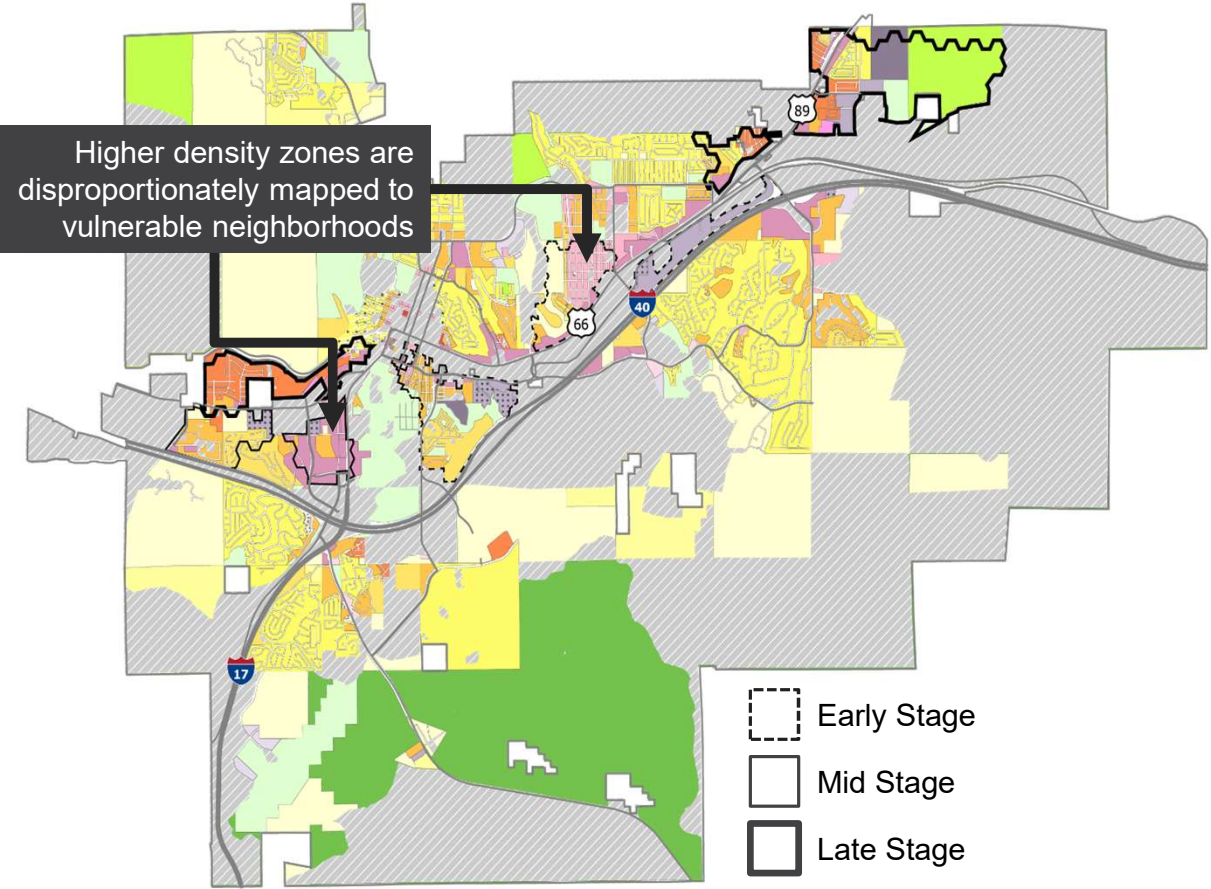 89
Higher density zones are
disproportionately mapped to
vulnerable neighborhoods
40
66
17
Early Stage
Mid Stage
Late Stage